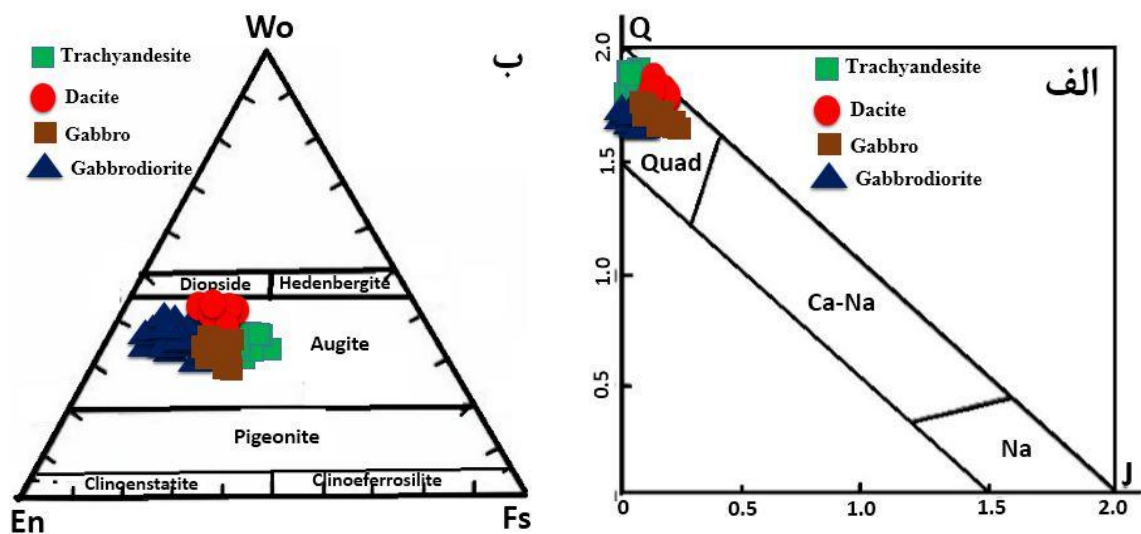 Wo
ب
Trachyandesite
Dacite
Gabbro
Gabbrodiorite
Diopside
Hedenbergite
Augite
Pigeonite
Clinoenstatite
Clinoeferrosilite
En
Fs
Q
الف
2.0
Trachyandesite
Dacite
Gabbro
Gabbrodiorite
1.5
Quad
1.0
Ca-Na
0.5
Na
J
0
0.5
1.0
1.5
2.0